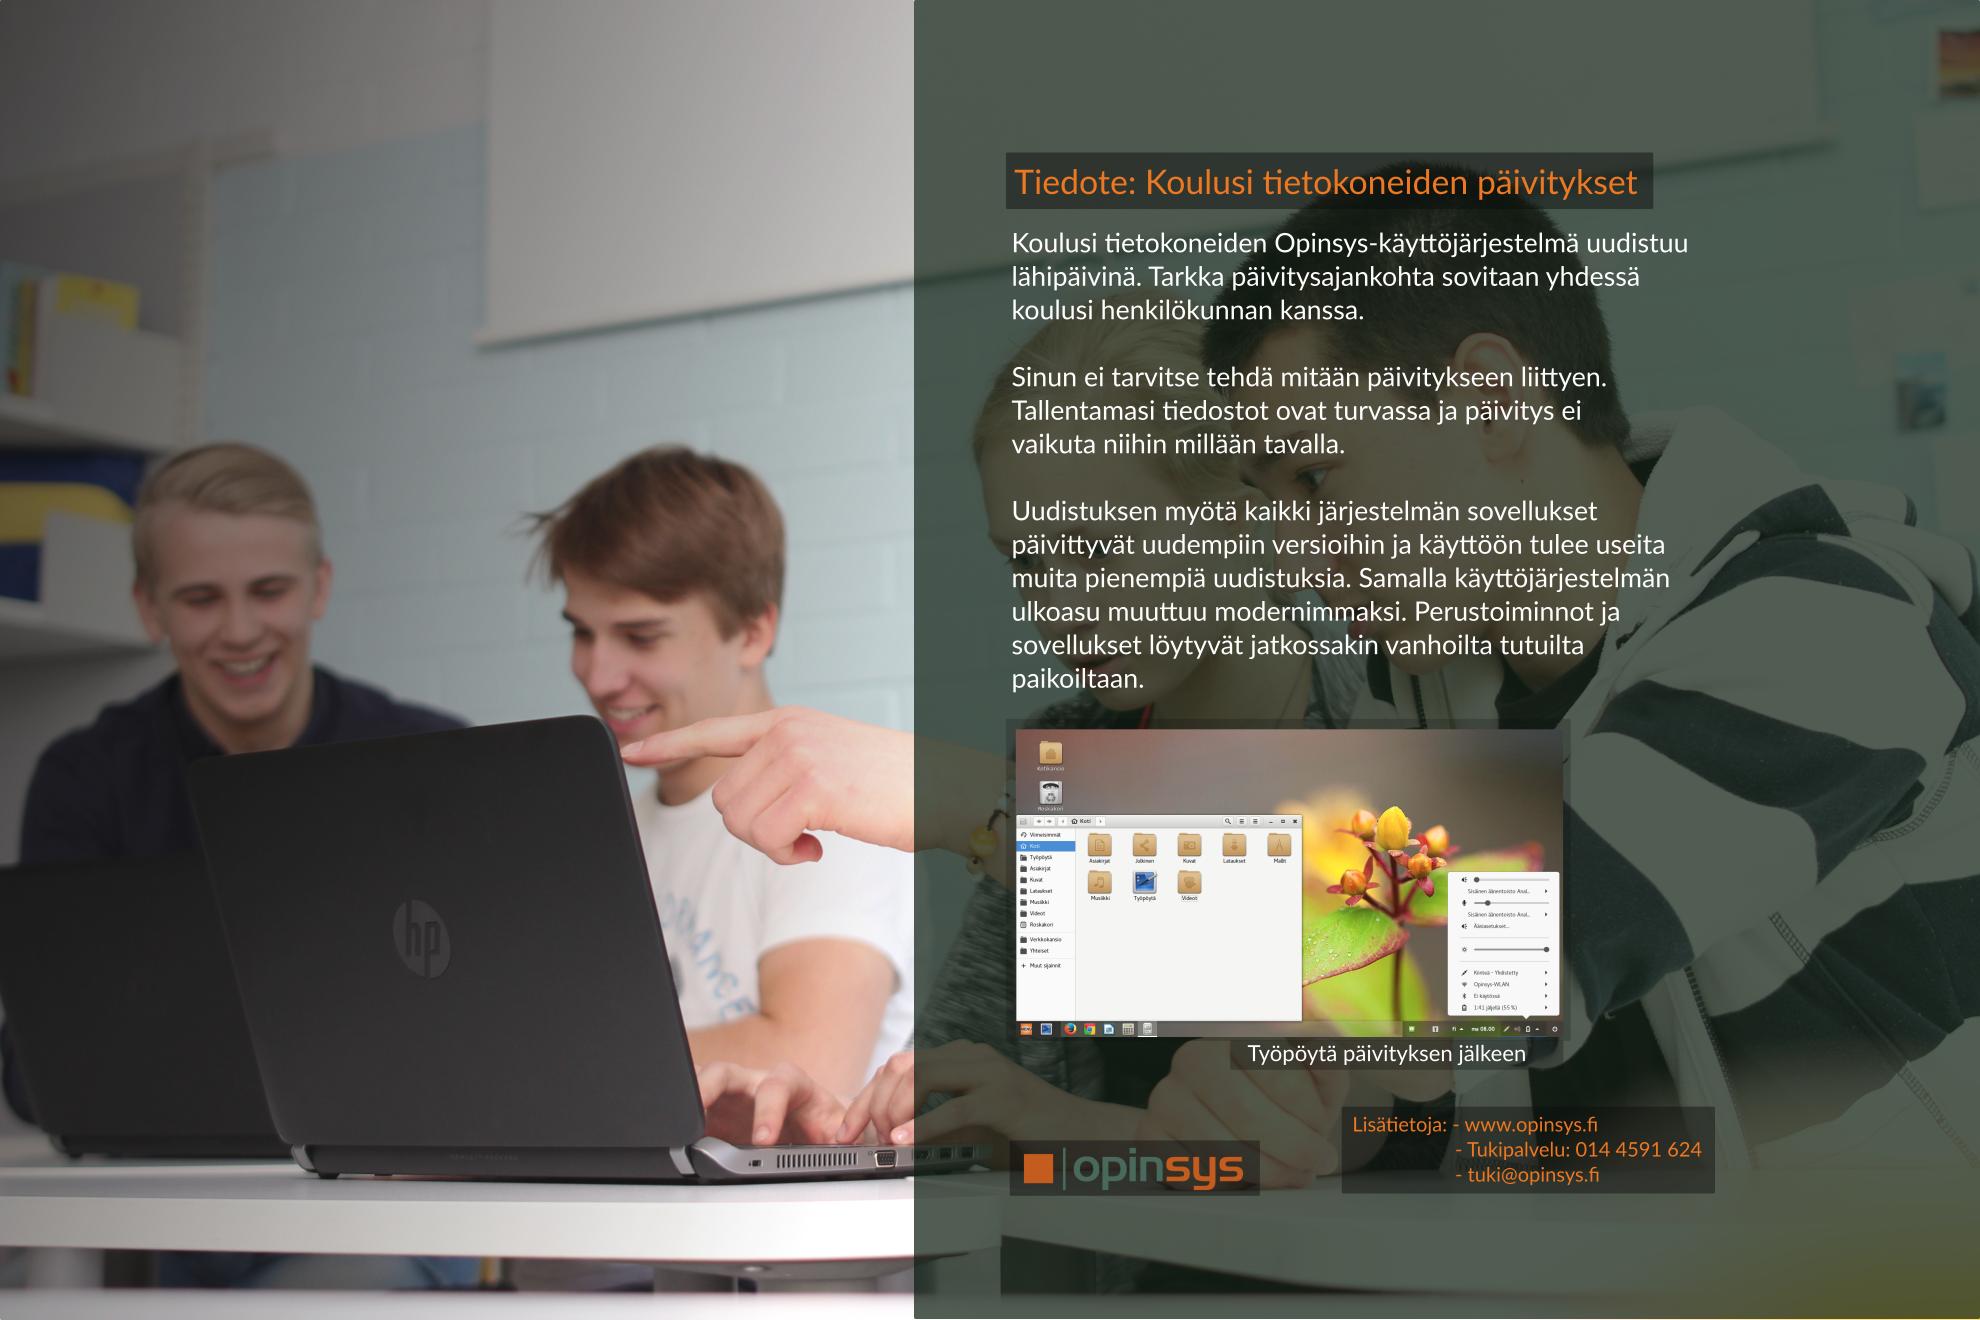 Tiedote: Koulusi tietokoneiden päivitykset
Koulusi tietokoneiden Opinsys-käyttöjärjestelmä uudistuu
lähipäivinä. Tarkka päivitysajankohta sovitaan yhdessä
koulusi henkilökunnan kanssa.
Sinun ei tarvitse tehdä mitään päivitykseen liittyen.
Tallentamasi tiedostot ovat turvassa ja päivitys ei
vaikuta niihin millään tavalla.
Uudistuksen myötä kaikki järjestelmän sovellukset
päivittyvät uudempiin versioihin ja käyttöön tulee useita
muita pienempiä uudistuksia. Samalla käyttöjärjestelmän
ulkoasu muuttuu modernimmaksi. Perustoiminnot ja
sovellukset löytyvät jatkossakin vanhoilta tutuilta
paikoiltaan.
Kotikansio
Roskakori
Koti
Viimeisimmät
Koti
Työpöytä
Asiakirjat
Kuvat
Lataukset
Musiikki
Videot
Roskakori
Verkkokansio
Yhteiset
+ Muut sijainnit
Asiakirjat Julkinen Kuvat Lataukset Mallit
Musiikki Työpöytä Videot
Sisäinen äänentoisto Anal..
Sisäinen äänentoisto Anal..
Ääniasetukset...
Kiinteä - Yhdistetty
Opinsys-WLAN
Ei käytössä
1:41 jäljellä (55 %)
fi ma 08.00
Työpöytä päivityksen jälkeen
opinsys
Lisätietoja: - www.opinsys.fi
- Tukipalvelu: 014 4591 624
- tuki@opinsys.fi
hp